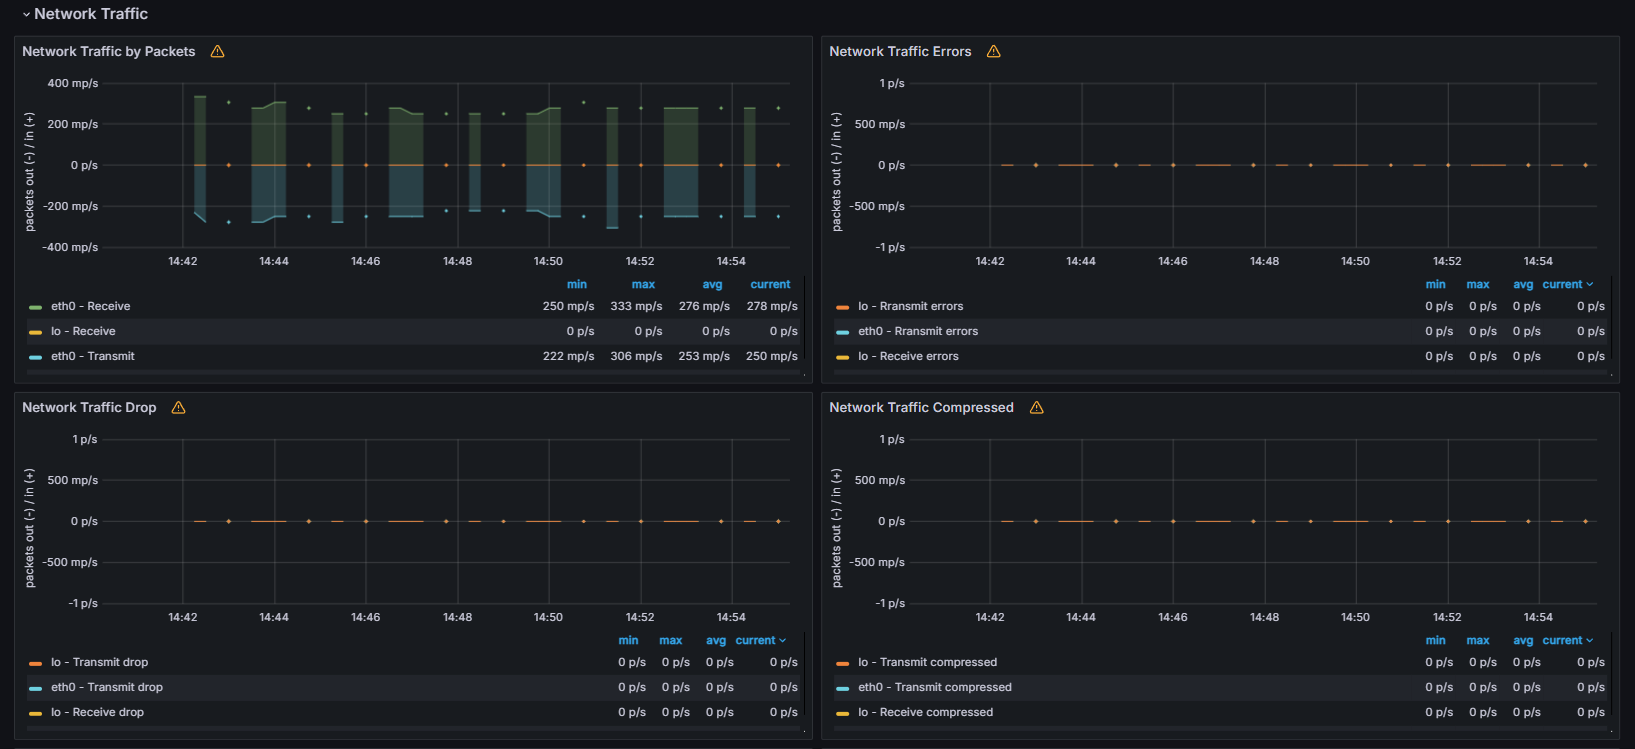 Network Traffic
Network Traffic by Packets
packets out (-) / in (+)
400 mp/s
200 mp/s
0 p/s
-200 mp/s
-400 mp/s
14:42 14:44 14:46 14:48 14:50 14:52 14:54
min max avg current
eth0 - Receive 250 mp/s 333 mp/s 276 mp/s 278 mp/s
lo - Receive 0 p/s 0 p/s 0 p/s 0 p/s
eth0 - Transmit 222 mp/s 306 mp/s 253 mp/s 250 mp/s
Network Traffic Errors
packets out (-) / in (+)
1 p/s
500 mp/s
0 p/s
-500 mp/s
-1 p/s
14:42 14:44 14:46 14:48 14:50 14:52 14:54
min max avg current
lo - Rransmit errors 0 p/s 0 p/s 0 p/s 0 p/s
eth0 - Rransmit errors 0 p/s 0 p/s 0 p/s 0 p/s
lo - Receive errors 0 p/s 0 p/s 0 p/s 0 p/s
Network Traffic Drop
packets out (-) / in (+)
1 p/s
500 mp/s
0 p/s
-500 mp/s
-1 p/s
14:42 14:44 14:46 14:48 14:50 14:52 14:54
min max avg current
lo - Transmit drop 0 p/s 0 p/s 0 p/s 0 p/s
eth0 - Transmit drop 0 p/s 0 p/s 0 p/s 0 p/s
lo - Receive drop 0 p/s 0 p/s 0 p/s 0 p/s
Network Traffic Compressed
packets out (-) / in (+)
1 p/s
500 mp/s
0 p/s
-500 mp/s
-1 p/s
14:42 14:44 14:46 14:48 14:50 14:52 14:54
min max avg current
lo - Transmit compressed 0 p/s 0 p/s 0 p/s 0 p/s
eth0 - Transmit compressed 0 p/s 0 p/s 0 p/s 0 p/s
lo - Receive compressed 0 p/s 0 p/s 0 p/s 0 p/s